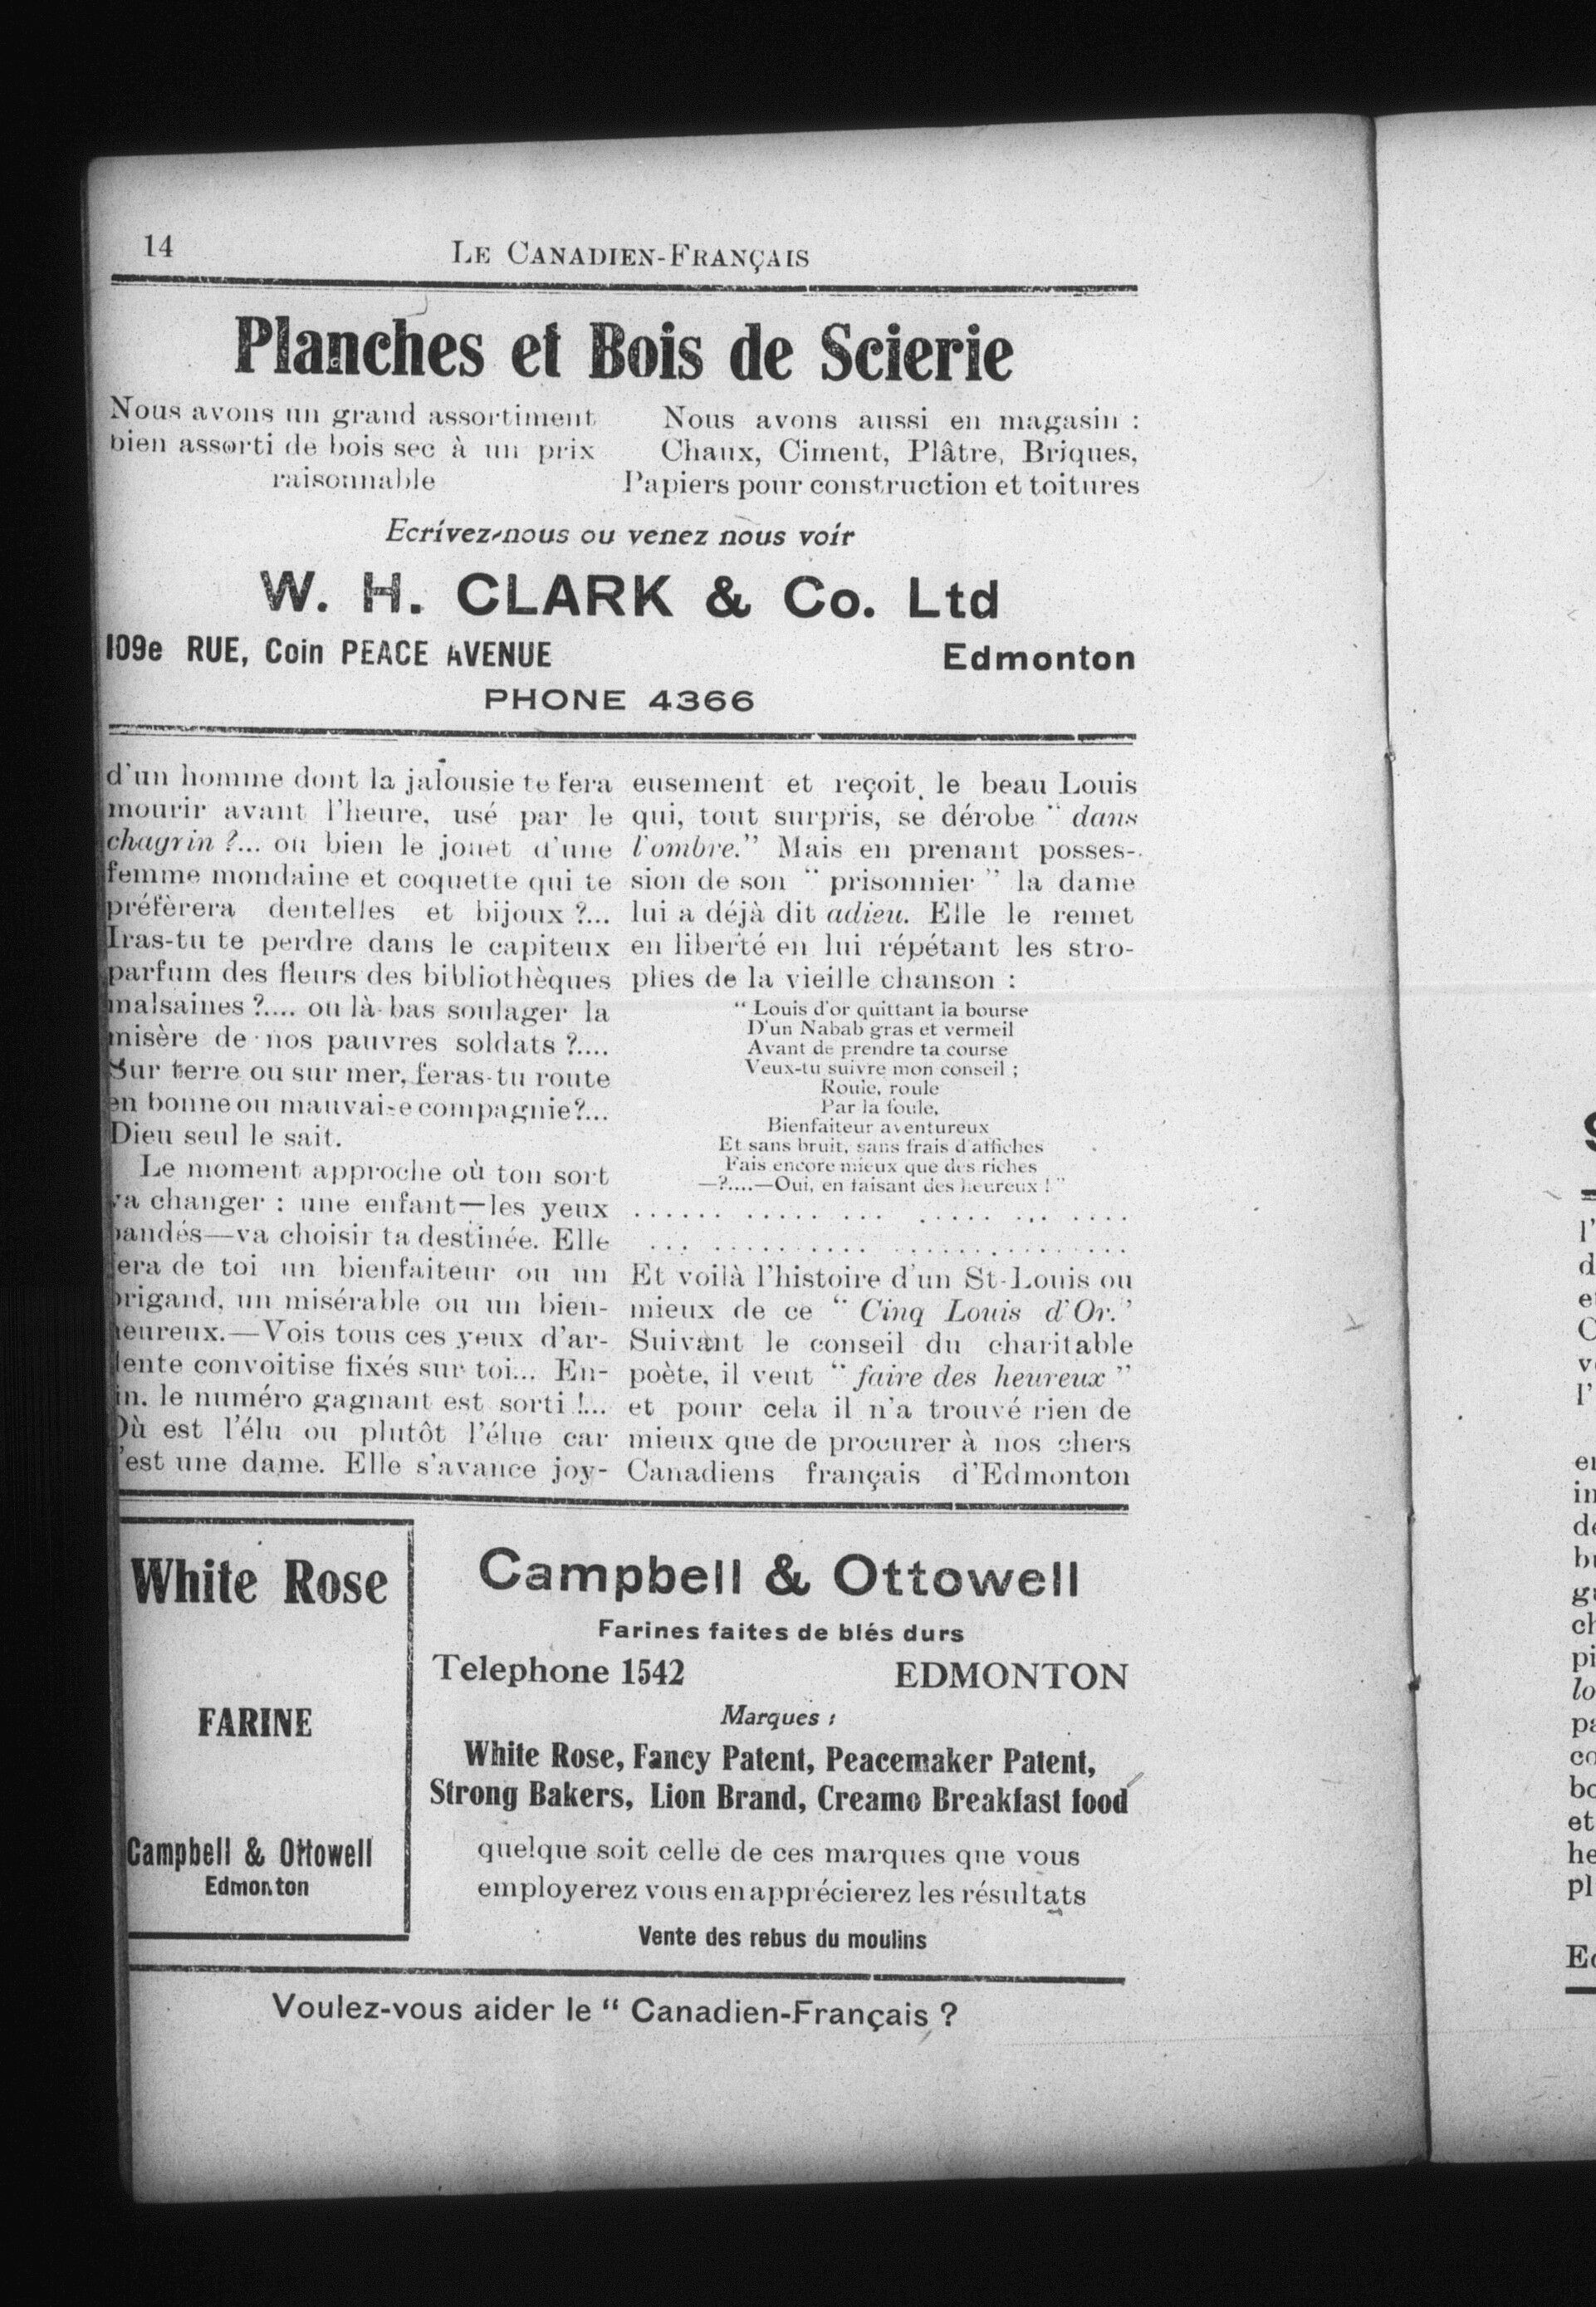 14
LE CANADIEN-FRANÇAIS
Planches et Bois de Scierie
Nous avons un grand assortiment
bien assorti de bois sec à un prix
raisonnable
Nous avons aussi en magasin :
Chaux, Ciment, Plâtre, Briques,
Papiers pour construction et toitures
Ecrivez-nous ou venez nous voir
W. H. CLARK & Co. Ltd
109e RUE, Coin PEACE AVENUE
Edmonton
PHONE 4366
d'un homme dont la jalousie te fera
mourir avant l'heure, usé par le
chagrin ?... ou bien le jouet d'une
femme mondaine et coquette qui te
préfèrera dentelles et bijoux ?...
Iras-tu te perdre dans le capiteux
parfum des fleurs des bibliothèques
malsaines ?.... ou là-bas soulager la
misère de nos pauvres soldats ?....
Sur terre ou sur mer, feras-tu route
en bonne ou mauvaise compagnie?...
Dieu seul le sait.
Le moment approche où ton sort
va changer : une enfant—les yeux
bandés—va choisir ta destinée. Elle
fera de toi un bienfaiteur ou un
brigand, un misérable ou un bien-
heureux.—Vois tous ces yeux d'ar-
dente convoitise fixés sur toi... En-
fin. le numéro gagnant est sorti !...
Où est l'élu ou plutôt l'élue car
c'est une dame. Elle s'avance joy-
eusement et reçoit le beau Louis
qui, tout surpris, se dérobe " dans
l'ombre." Mais en prenant posses-
sion de son " prisonnier " la dame
lui a déjà dit adieu. Elle le remet
en liberté en lui répétant les stro-
phes de la vieille chanson :
" Louis d'or quittant la bourse
D'un Nabab gras et vermeil
Avant de prendre ta course
Veux-tu suivre mon conseil ;
Roule, roule
Par la foule,
Bienfaiteur aventureux
Et sans bruit, sans frais d'affiches
Fais encore mieux que des riches
—?....—Oui, en faisant des heureux ! "
...... ..... ... ..... ... ....
... .......... ..............
Et voilà l'histoire d'un St-Louis ou
mieux de ce " Cinq Louis d'Or.'
Suivant le conseil du charitable
poète, il veut " faire des heureux "
et pour cela il n'a trouvé rien de
mieux que de procurer à nos chers
Canadiens français d'Edmonton
White Rose
FARINE
Campbell & Ottowell
Edmonton
Campbell & Ottowell
Farines faites de blés durs
Telephone 1542
EDMONTON
Marques :
White Rose, Fancy Patent, Peacemaker Patent,
Strong Bakers, Lion Brand, Creamo Breakfast food
quelque soit celle de ces marques que vous
employerez vous en apprécierez les résultats
Vente des rebus du moulins
Voulez-vous aider le " Canadien-Français ?